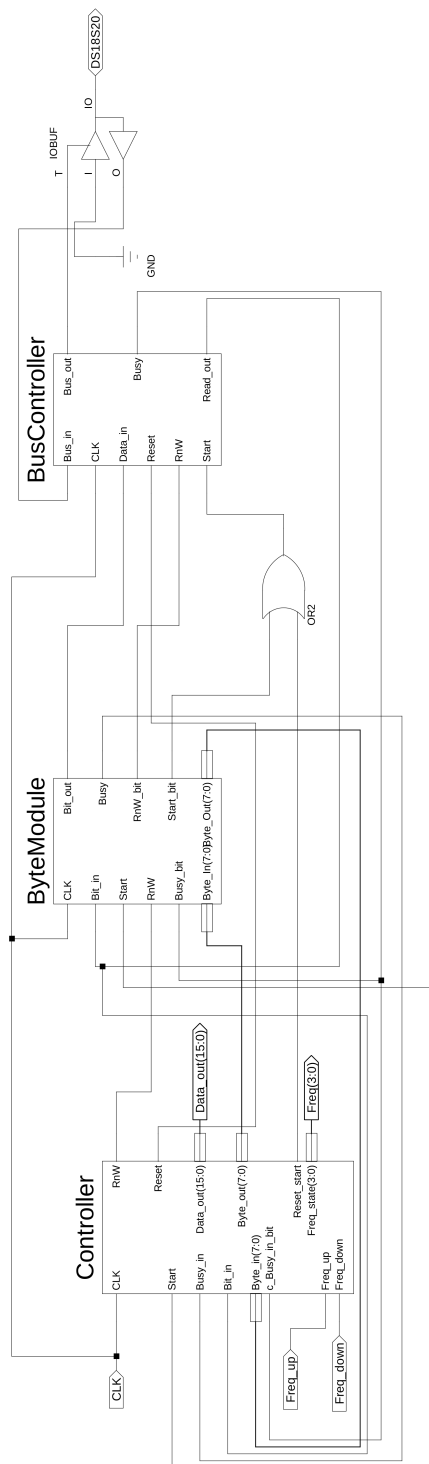 DS18S20
IO
IOBUF
T
I
O
GND
BusController
Bus_out
Busy
Read_out
Bus_in
CLK
Data_in
Reset
RnW
Start
OR2
ByteModule
Bit_out
Busy
RnW_bit
Start_bit
Byte_Out(7:0)
CLK
Bit_in
Start
RnW
Busy_bit
Byte_In(7:0)
Data_out(15:0)
Freq(3:0)
Controller
RnW
Reset
Data_out(15:0)
Byte_out(7:0)
Reset_start
Freq_state(3:0)
CLK
Start
Busy_in
Bit_in
Byte_in(7:0)
c_Busy_in_bit
Freq_up
Freq_down
CLK
Freq_up
Freq_down